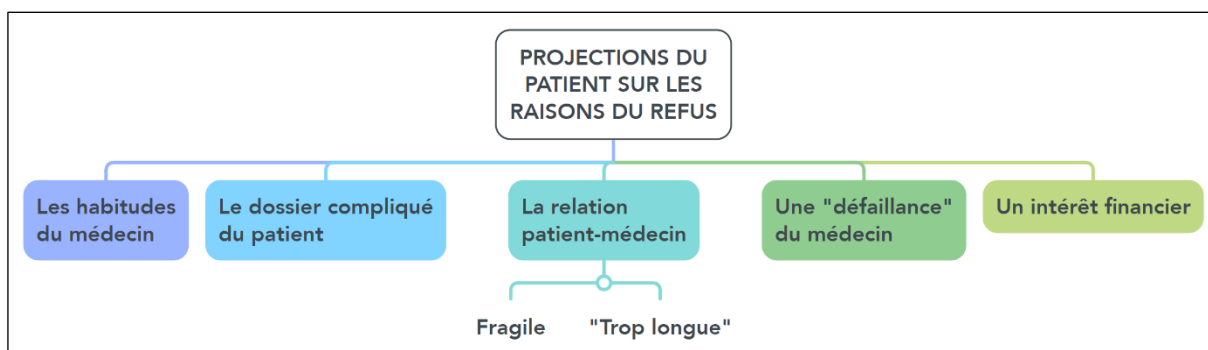 PROJECTIONS DU
PATIENT SUR LES
RAISONS DU REFUS
Les habitudes
du médecin
Le dossier compliqué
du patient
La relation
patient-médecin
Une "défaillance"
du médecin
Un intérêt financier
Fragile
"Trop longue"